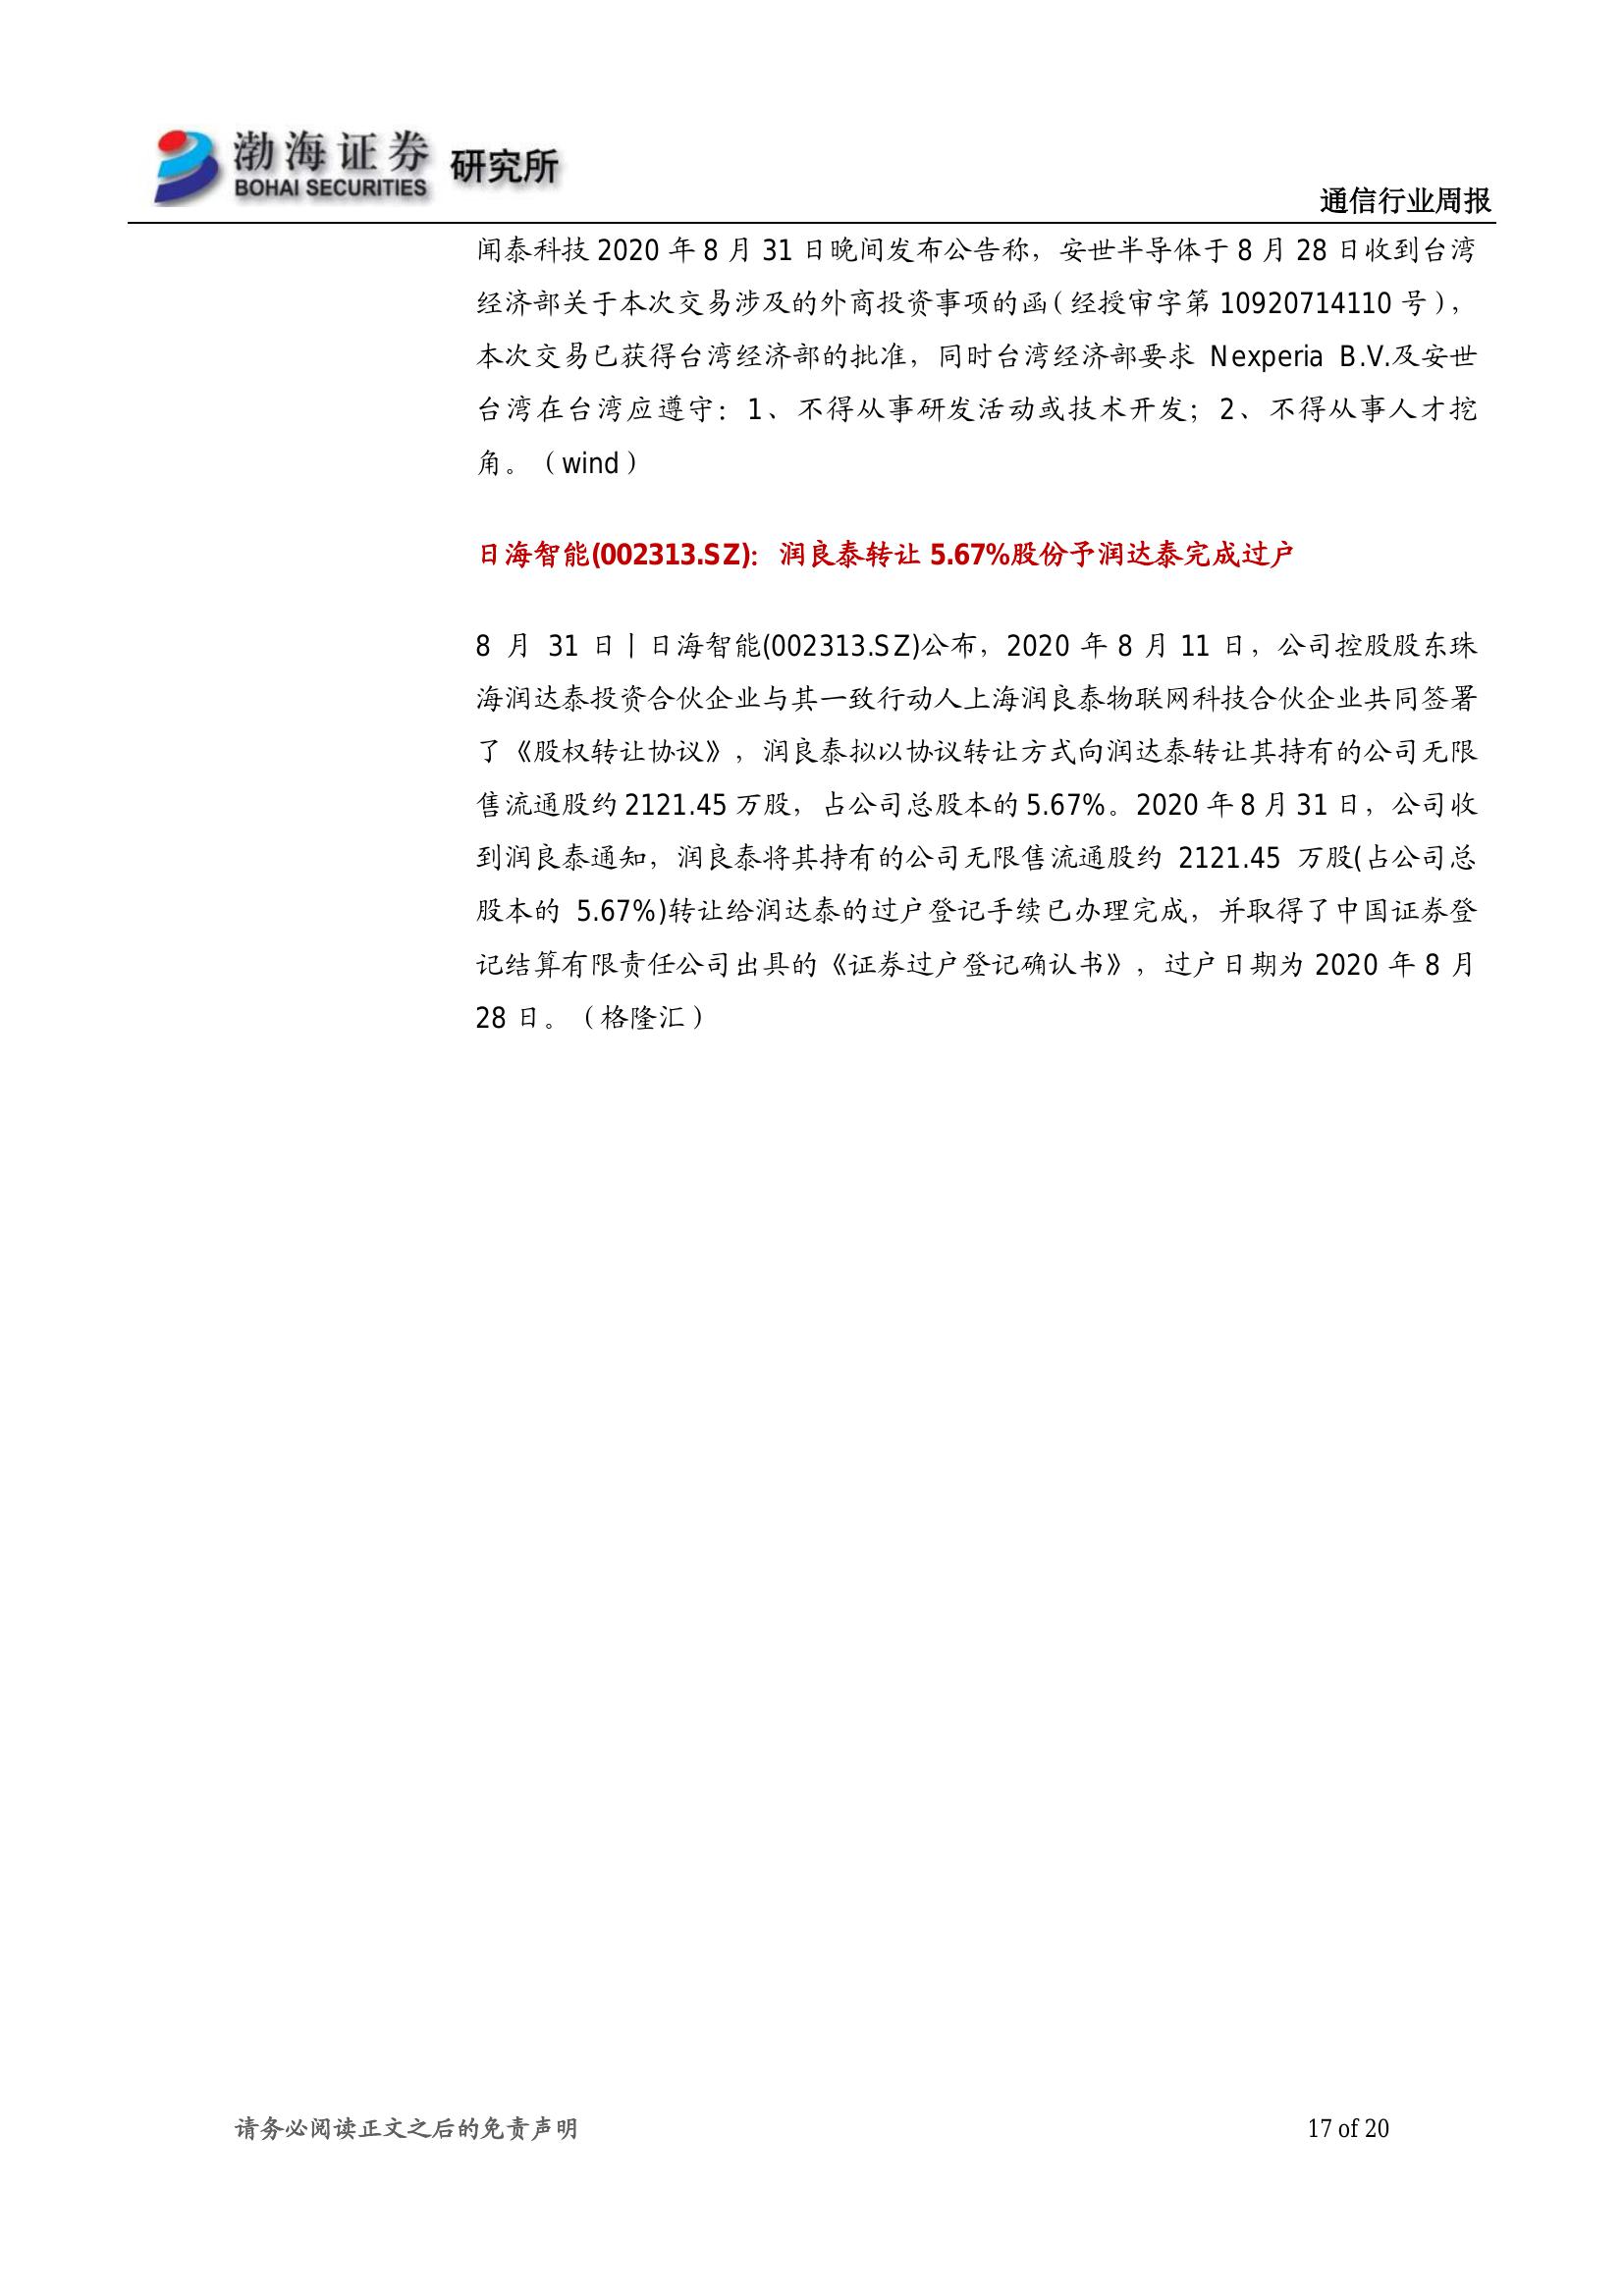 渤海证券 研究所
BOHAI SECURITIES
通信行业周报
闻泰科技 2020 年 8 月 31 日晚间发布公告称，安世半导体于 8 月 28 日收到台湾
经济部关于本次交易涉及的外商投资事项的函（经授审字第 10920714110 号），
本次交易已获得台湾经济部的批准，同时台湾经济部要求 Nexperia B.V.及安世
台湾在台湾应遵守：1、不得从事研发活动或技术开发；2、不得从事人才挖
角。（wind）
日海智能(002313.SZ)：润良泰转让 5.67%股份予润达泰完成过户
8 月 31 日丨日海智能(002313.SZ)公布，2020 年 8 月 11 日，公司控股股东珠
海润达泰投资合伙企业与其一致行动人上海润良泰物联网科技合伙企业共同签署
了《股权转让协议》，润良泰拟以协议转让方式向润达泰转让其持有的公司无限
售流通股约 2121.45 万股，占公司总股本的 5.67%。2020 年 8 月 31 日，公司收
到润良泰通知，润良泰将其持有的公司无限售流通股约 2121.45 万股(占公司总
股本的 5.67%)转让给润达泰的过户登记手续已办理完成，并取得了中国证券登
记结算有限责任公司出具的《证券过户登记确认书》，过户日期为 2020 年 8 月
28 日。（格隆汇）
请务必阅读正文之后的免责声明
17 of 20